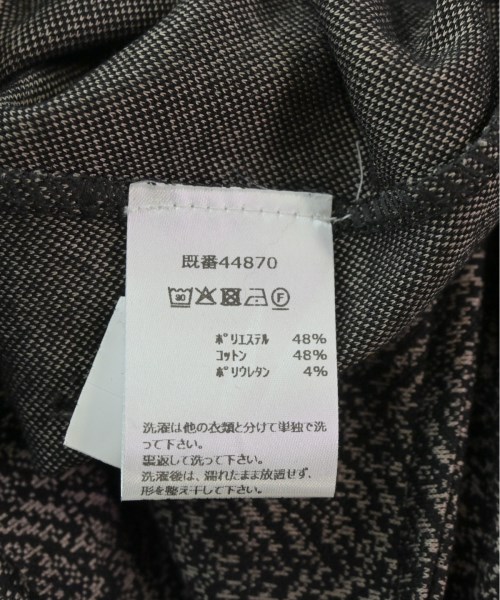 既番44870
ポリエステル 48%
コットン 48%
ポリウレタン 4%
洗濯は他の衣類と分けて単独で洗
って下さい。
裏返して洗って下さい。
洗濯後は、濡れたまま放置せず、
形を整え干して下さい。